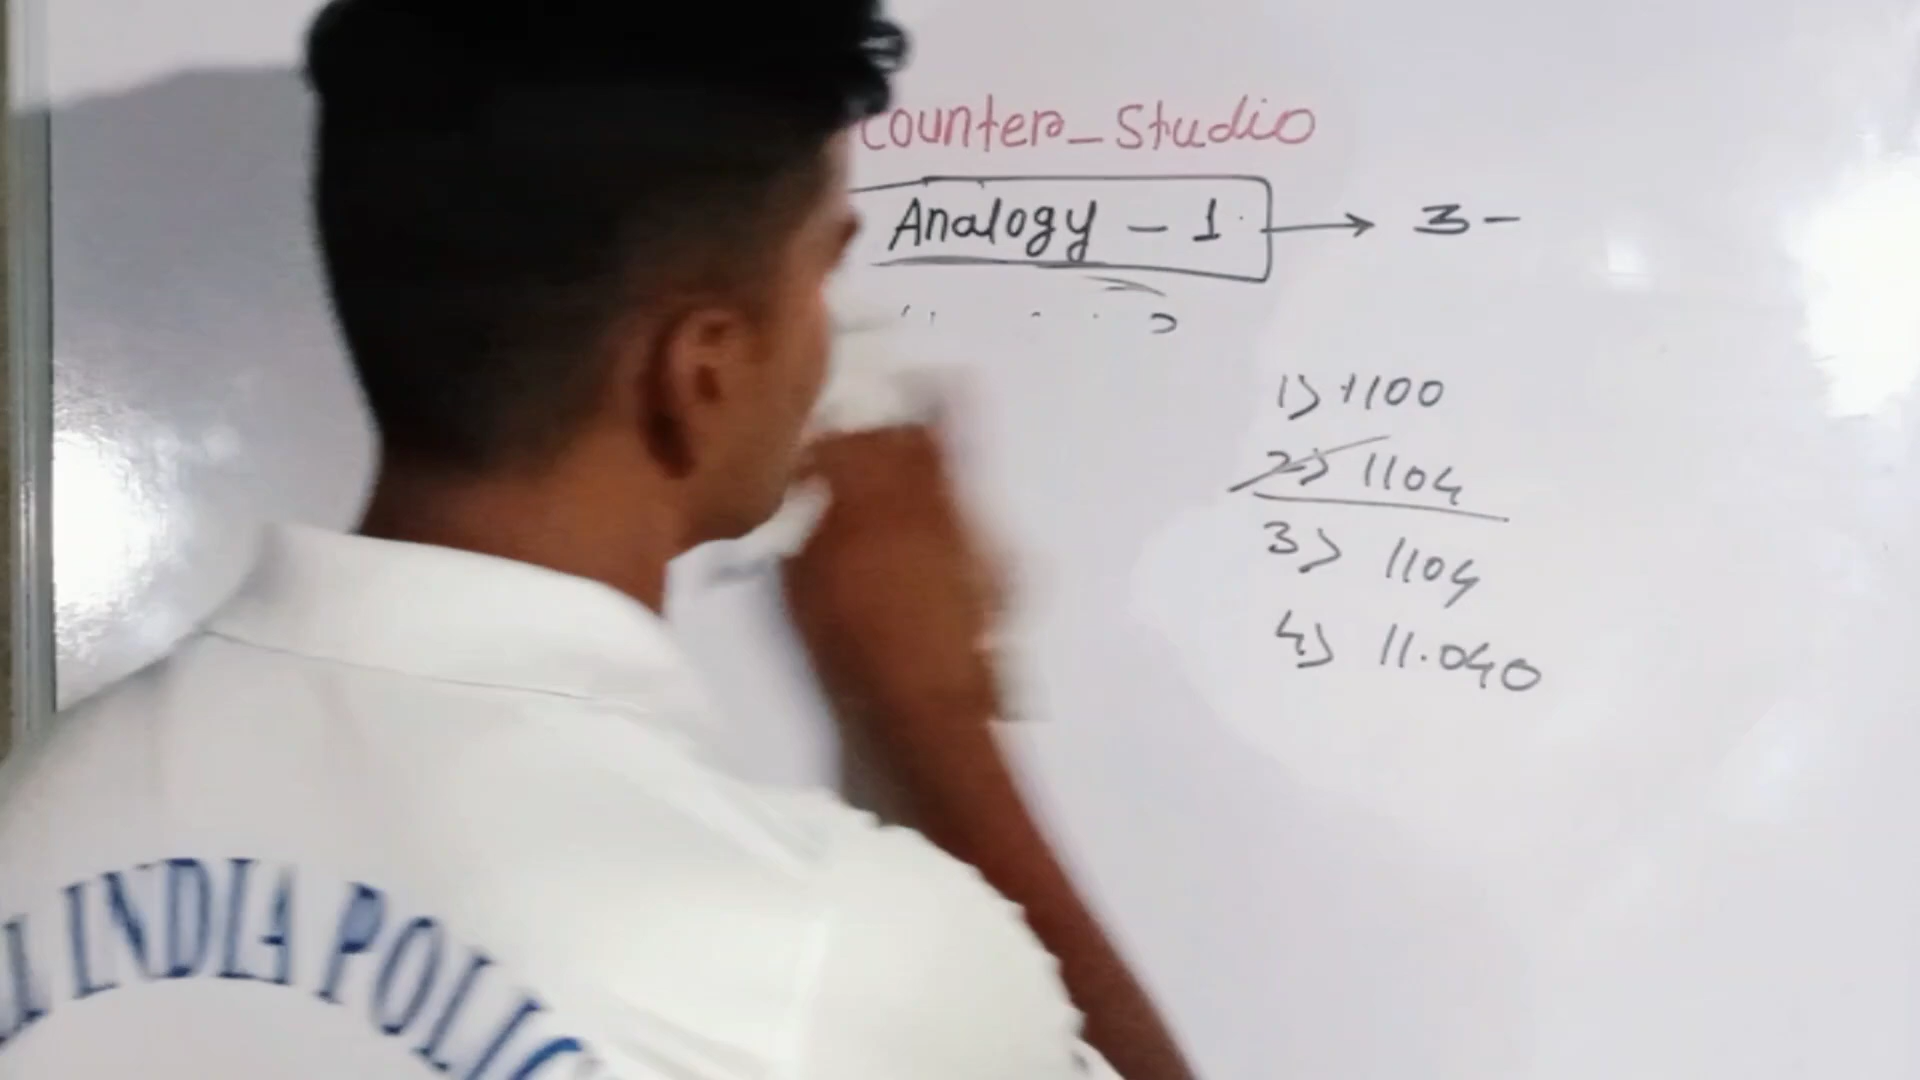 counter_Studio
Analogy - 1 → 3 -
1) 1100
2) 1104
3) 1104
4) 11.040
INDIA POLIC